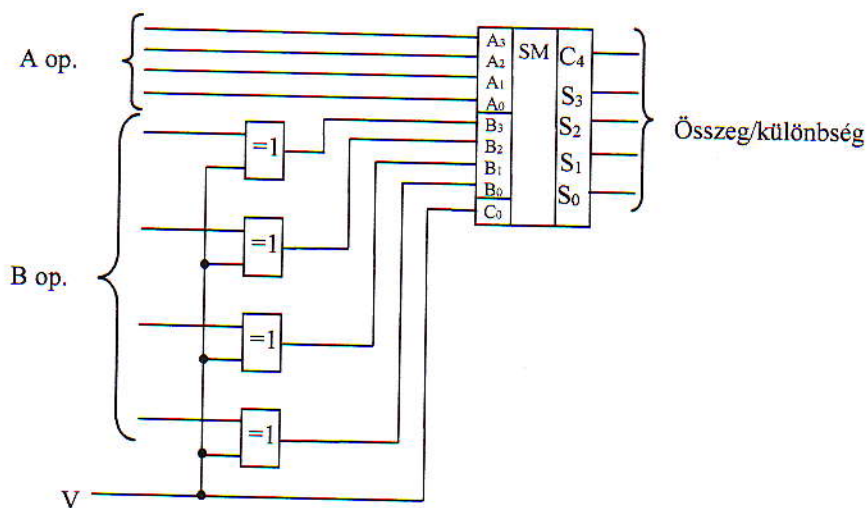 A op.
B op.
V
=1
=1
=1
=1
A3
A2
A1
A0
B3
B2
B1
B0
C0
SM
C4
S3
S2
S1
S0
Összeg/különbség